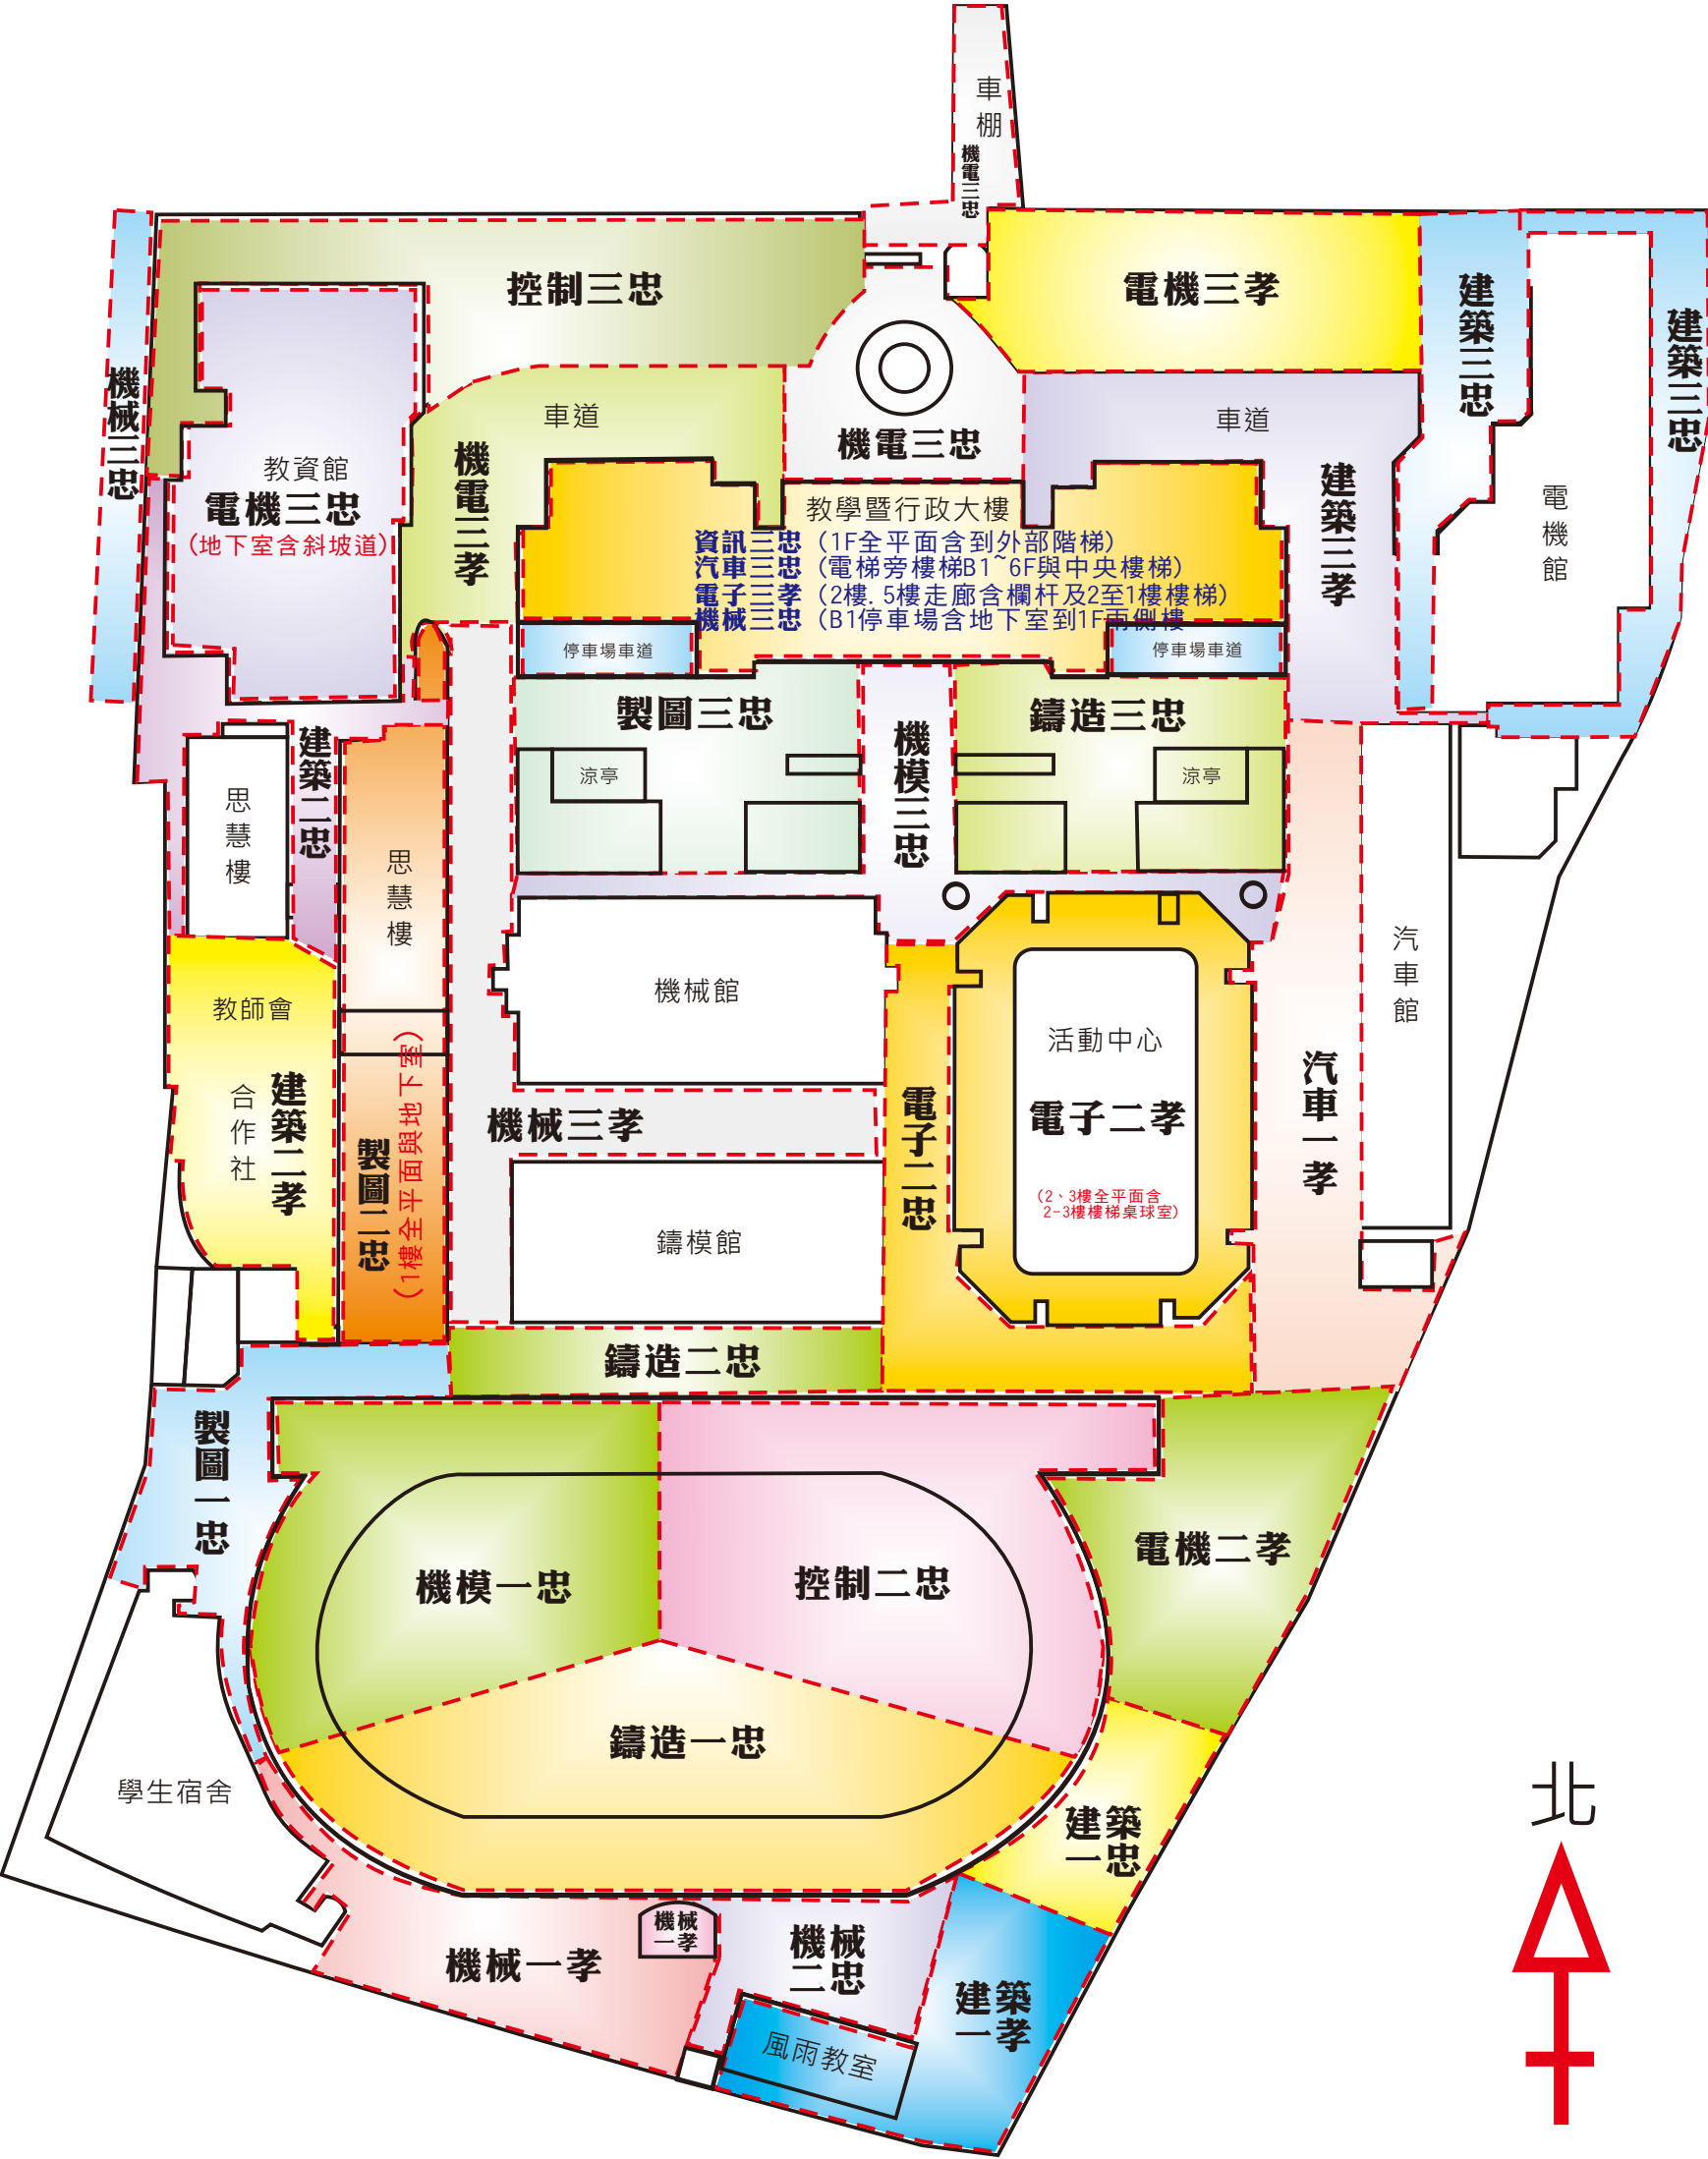 車棚
機電三忠
控制三忠
電機三孝
建築三忠
建築三忠
機械三忠
車道
車道
機電三忠
教資館
電機三忠
(地下室含斜坡道)
機電三孝
建築三孝
電機館
教學暨行政大樓
資訊三忠(1F全平面含到外部階梯)
汽車三忠(電梯旁樓梯B1~6F與中央樓梯)
電子三孝(2樓.5樓走廊含欄杆及2至1樓樓梯)
機械三忠(B1停車場含地下室到1F兩側樓
停車場車道
停車場車道
製圖三忠
鑄造三忠
機模三忠
建築二忠
涼亭
涼亭
思慧樓
思慧樓
汽車館
機械館
教師會
活動中心
合作社
建築二孝
製圖二忠
(1樓全平面與地下室)
機械三孝
電子二忠
電子二孝
(2、3樓全平面含
2-3樓樓梯桌球室)
汽車一孝
鑄模館
鑄造二忠
製圖一忠
機模一忠
控制二忠
電機二孝
鑄造一忠
學生宿舍
建築
一忠
北
機械
一孝
機械一孝
機械
二忠
建築
一孝
風雨教室